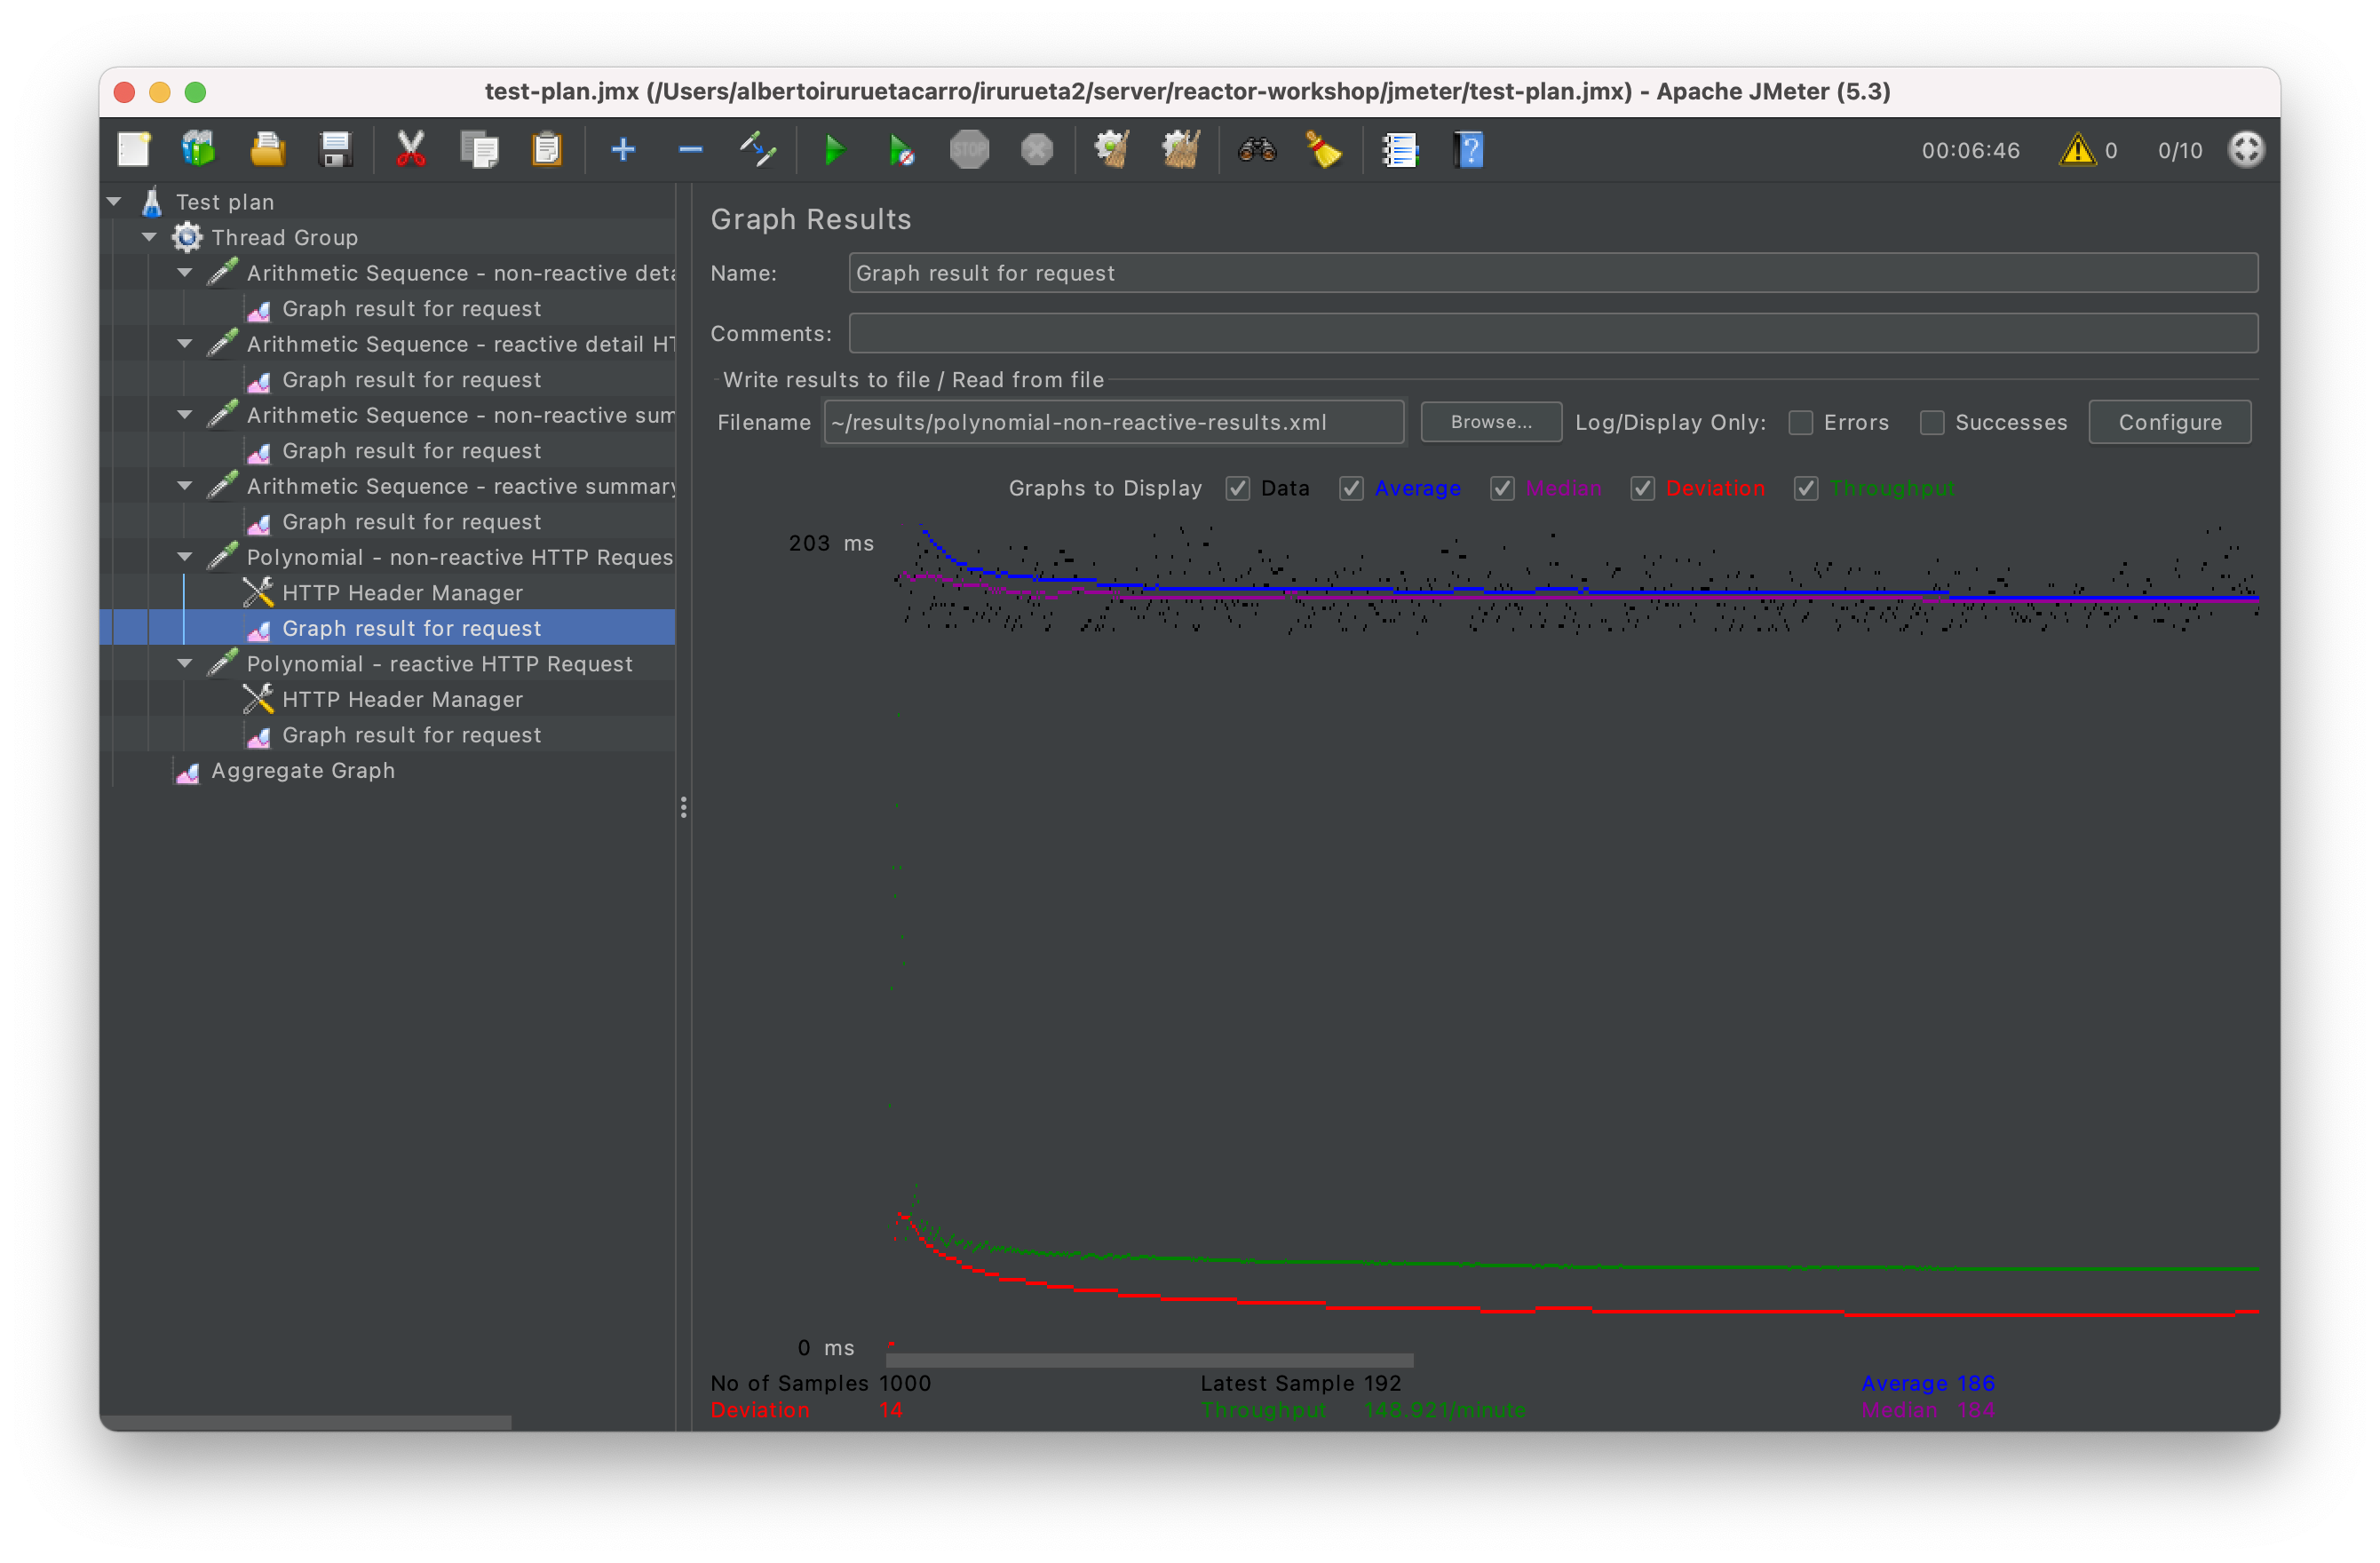 test-plan.jmx (/Users/albertoiruruetacarro/irurueta2/server/reactor-workshop/jmeter/test-plan.jmx) - Apache JMeter (5.3)
STOP
00:06:46 0 0/10
Test plan
Thread Group
Arithmetic Sequence - non-reactive deta
Graph result for request
Arithmetic Sequence - reactive detail HT
Graph result for request
Arithmetic Sequence - non-reactive sum
Graph result for request
Arithmetic Sequence - reactive summary
Graph result for request
Polynomial - non-reactive HTTP Reques
HTTP Header Manager
Graph result for request
Polynomial - reactive HTTP Request
HTTP Header Manager
Graph result for request
Aggregate Graph
Graph Results
Name: Graph result for request
Comments:
Write results to file / Read from file
Filename ~/results/polynomial-non-reactive-results.xml Browse... Log/Display Only: Errors Successes Configure
Graphs to Display Data Average Median Deviation Throughput
203 ms
0 ms
No of Samples 1000 Latest Sample 192 Average 186
Deviation 14 Throughput 148.921/minute Median 184